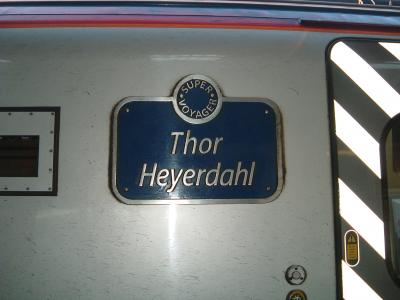 SUPER
VOYAGER
Thor
Heyerdahl